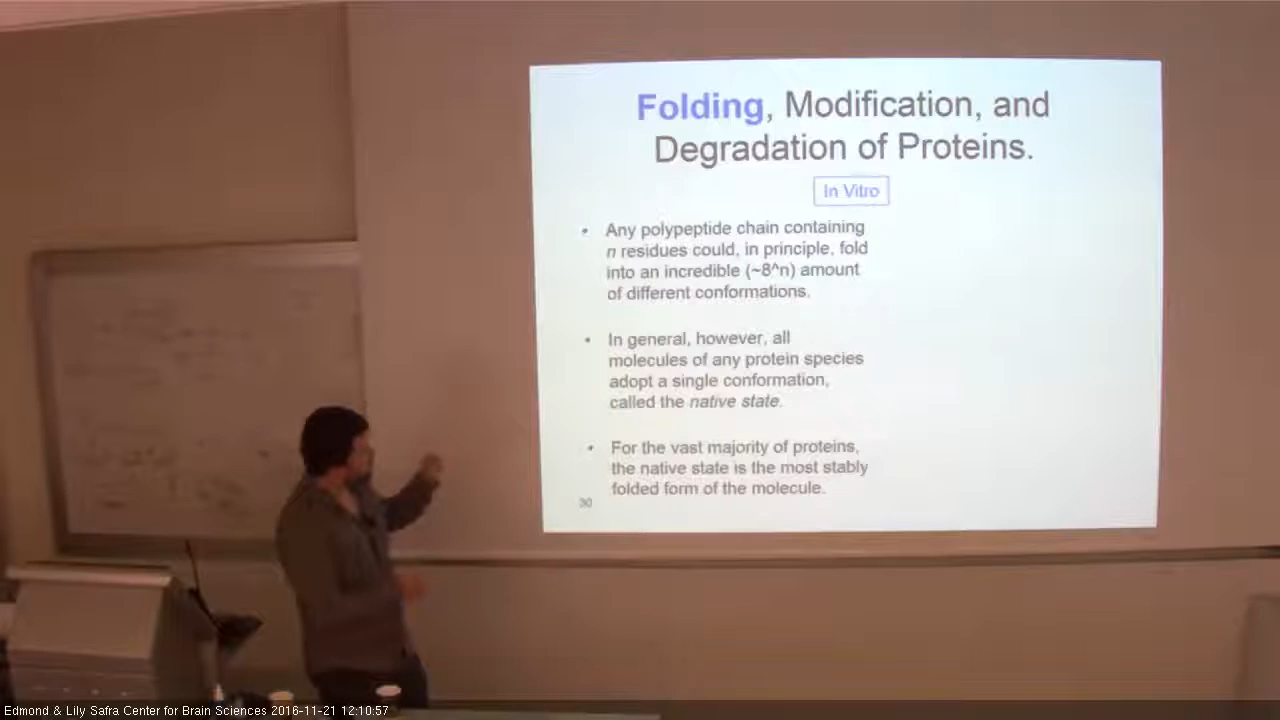 Folding, Modification, and
Degradation of Proteins.
In Vitro
• Any polypeptide chain containing
n residues could, in principle, fold
into an incredible (~8^n) amount
of different conformations.
• In general, however, all
molecules of any protein species
adopt a single conformation,
called the native state.
• For the vast majority of proteins,
the native state is the most stably
folded form of the molecule.
30
Edmond & Lily Safra Center for Brain Sciences 2016-11-21 12:10:57